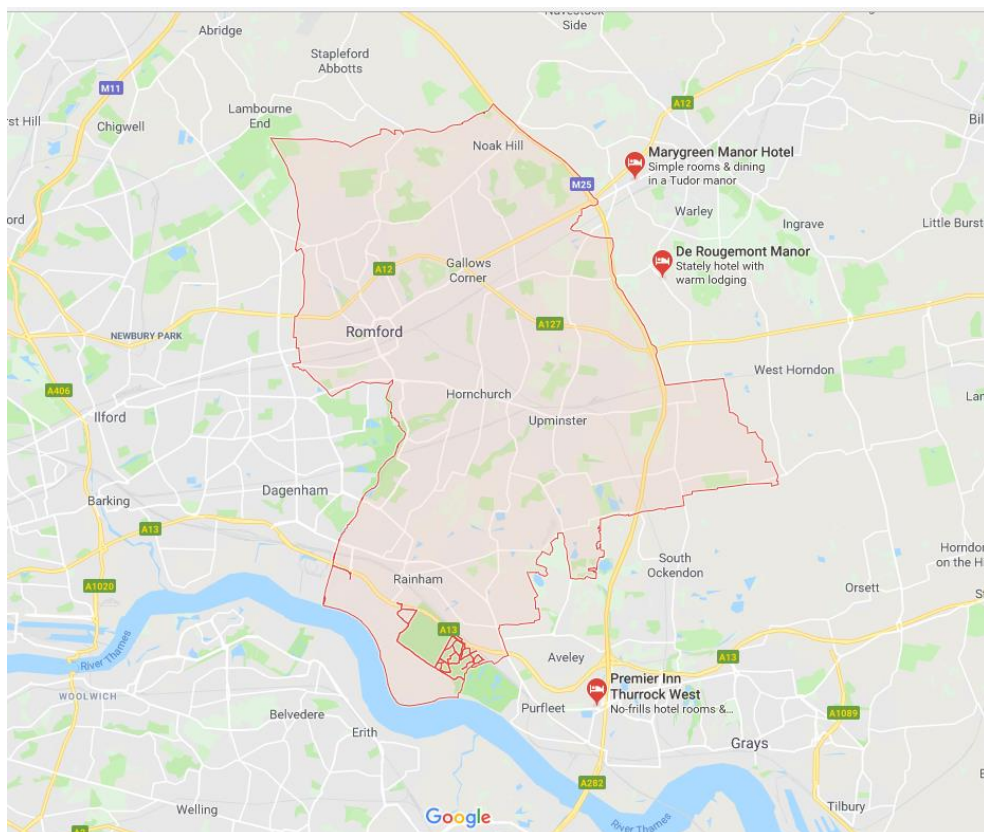 Navestock
Side
Abridge
Stapleford
Abbotts
M11
A12
Lambourne
End
rst Hill
Chigwell
Bil
Noak Hill
Marygreen Manor Hotel
Simple rooms & dining
in a Tudor manor
M25
Warley
Ingrave
Little Burst
ord
De Rougemont Manor
Stately hotel with
warm lodging
Gallows
Corner
A12
A127
Romford
NEWBURY PARK
West Horndon
A406
Hornchurch
Lan
Ilford
Upminster
Dagenham
Barking
A13
South
Ockendon
Horndon
on the H
Rainham
A1020
Orsett
St
A13
River Thames
Aveley
A13
WOOLWICH
Premier Inn
Thurrock West
No-frills hotel rooms &...
Purfleet
Belvedere
A1089
Erith
Grays
A282
Welling
Tilbury
Google
River Thames
A2